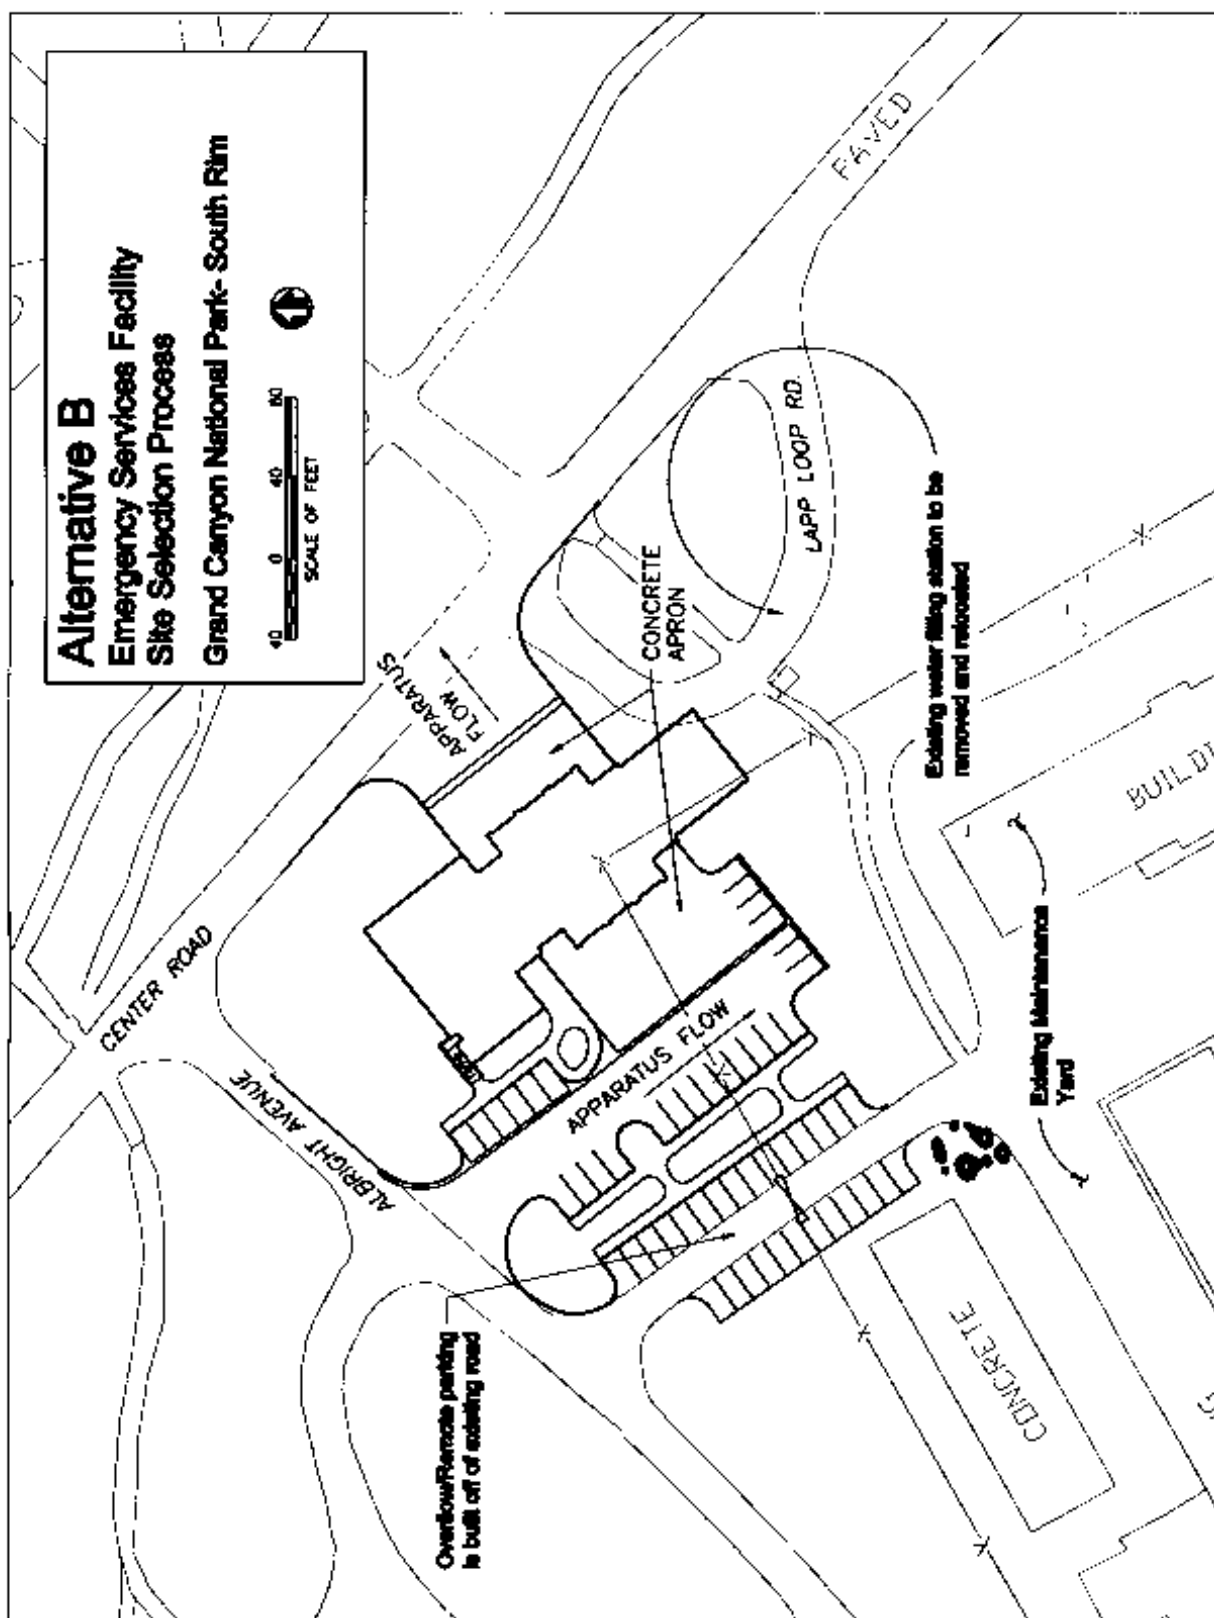 Alternative B
Emergency Services Facility
Site Selection Process
Grand Canyon National Park- South Rim
40 0 40 80
SCALE OF FEET
CENTER ROAD
ALBRIGHT AVENUE
APPARATUS
FLOW
PAVED
LAPP LOOP RD.
CONCRETE
APRON
APPARATUS FLOW
Existing water filling station to be
removed and relocated
Overflow/Remote parking
is built off of existing road
Existing Maintenance
Yard
CONCRETE